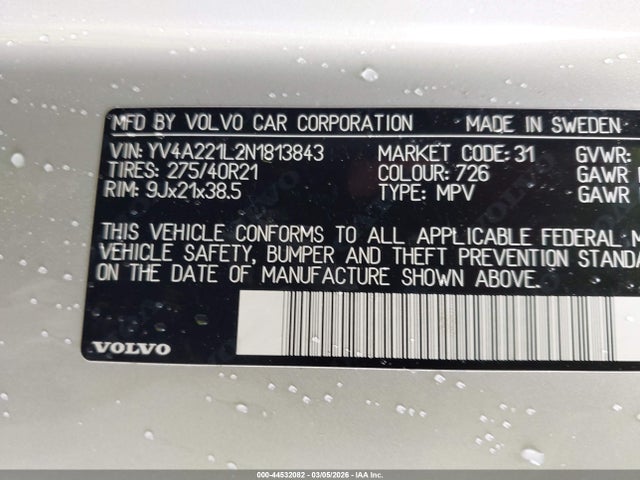 MFD BY VOLVO CAR CORPORATION MADE IN SWEDEN
VIN: YV4A221L2N1813843 MARKET CODE: 31 GVWR:
TIRES: 275/40R21 COLOUR: 726 GAWR
RIM: 9Jx21x38.5 TYPE: MPV GAWR
THIS VEHICLE CONFORMS TO ALL APPLICABLE FEDERAL M
VEHICLE SAFETY, BUMPER AND THEFT PREVENTION STANDA
ON THE DATE OF MANUFACTURE SHOWN ABOVE.
VOLVO
000-44532082 - 03/05/2026 - IAA, Inc.